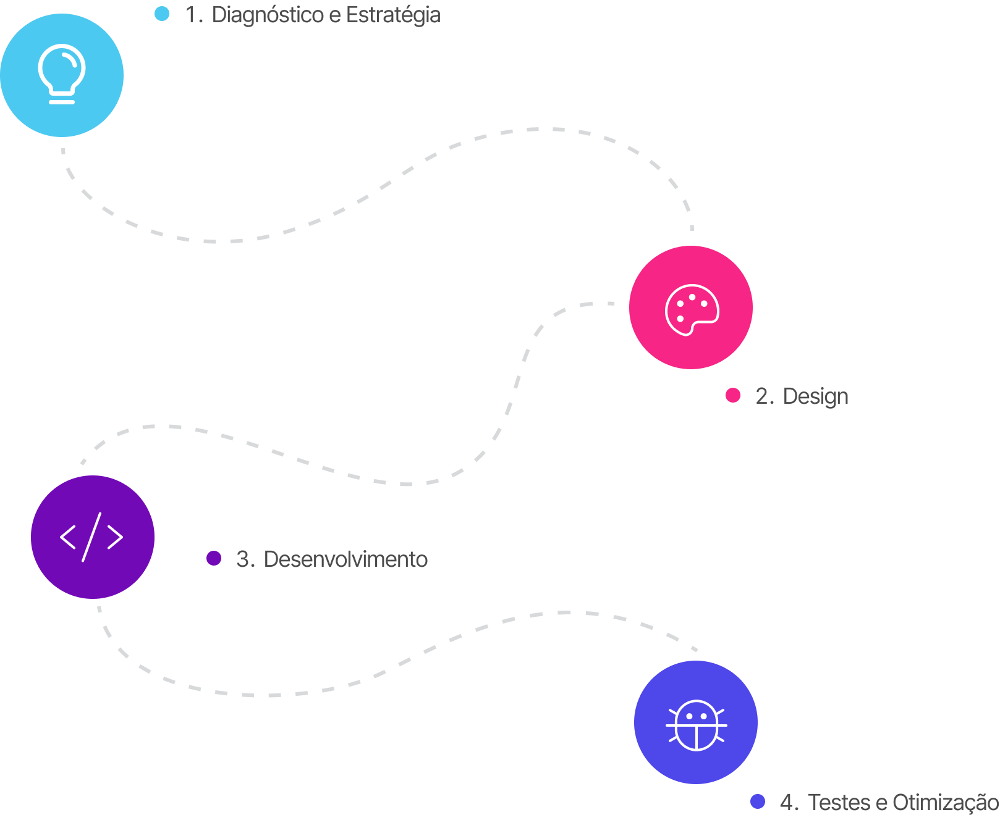 1. Diagnóstico e Estratégia
2. Design
3. Desenvolvimento
4. Testes e Otimização